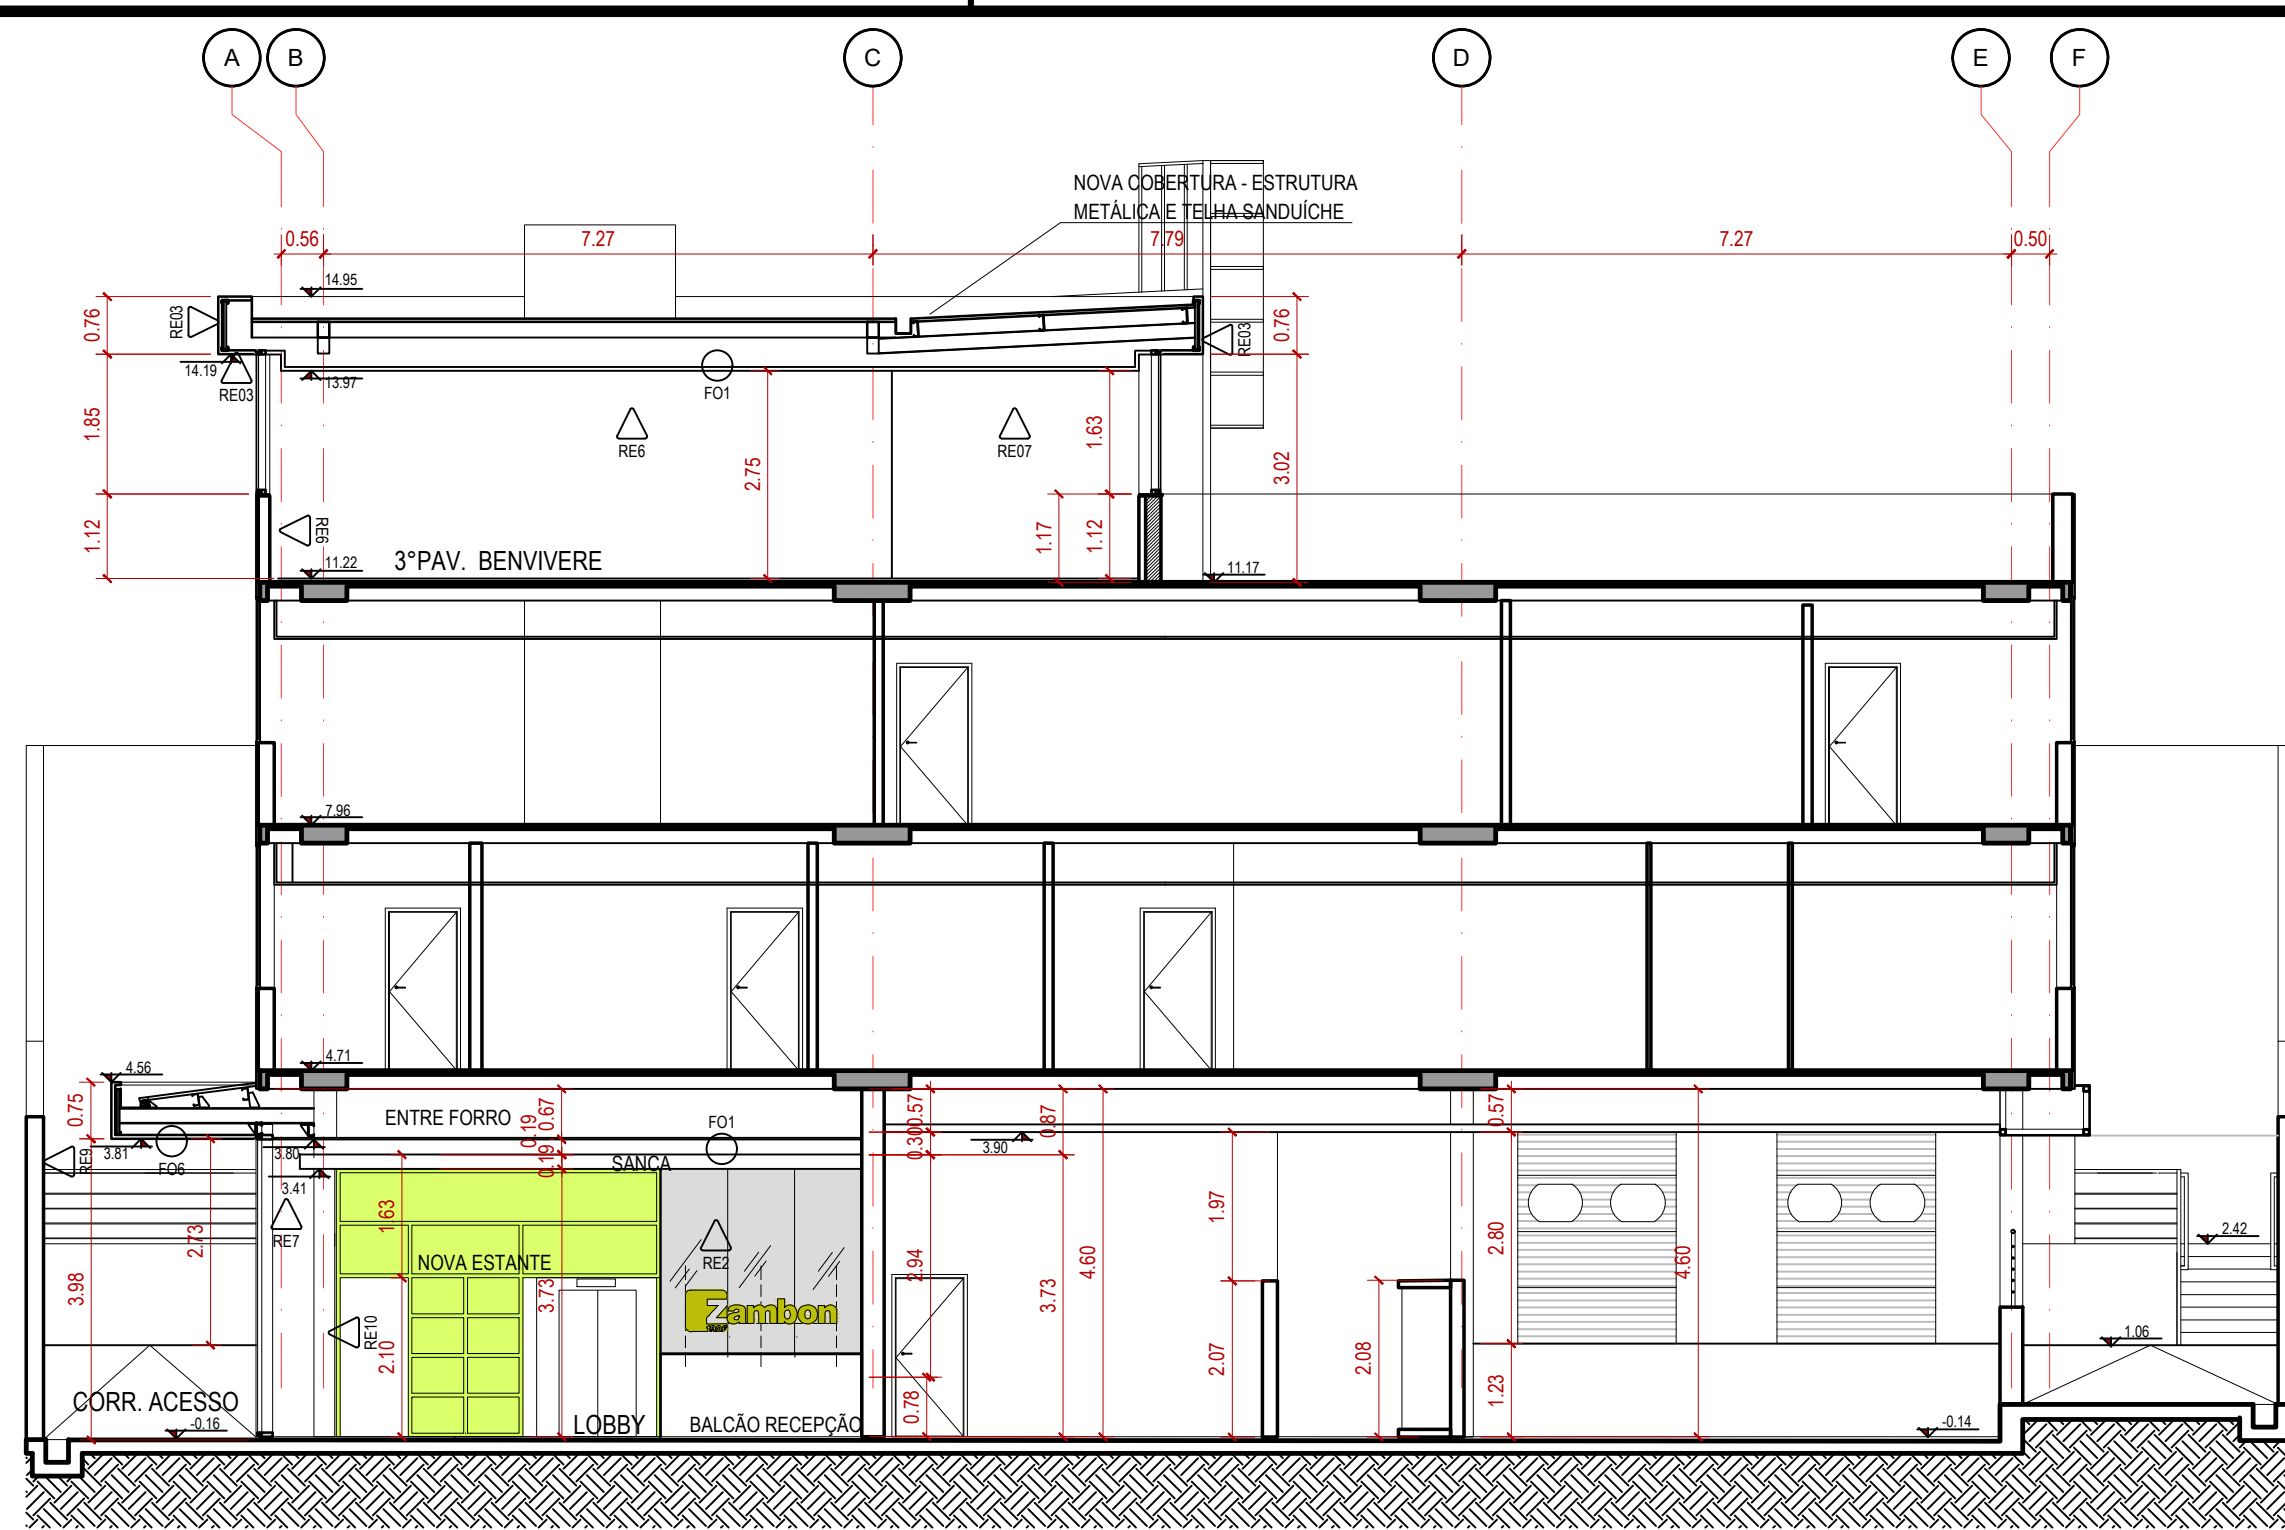 A B C D E F
NOVA COBERTURA - ESTRUTURA
METÁLICA E TELHA SANDUÍCHE
0.56 7.27 7.79 7.27 0.50
14.95
0.76 RE03 RE03 0.76
14.19 RE03 13.97 FO1
1.85 RE6 RE07 1.63
2.75 3.02
1.12 RE6 1.17 1.12
11.22 3°PAV. BENVIVERE 11.17
7.96
4.71
4.56
0.75 ENTRE FORRO 0.19 0.67 FO1 0.30 0.57 0.87 0.57
3.81 FO6 3.80 0.19 3.90
RE9 3.41 SANCA
RE7 1.63 RE2 1.97
2.73 NOVA ESTANTE 2.94 4.60 2.80 4.60 2.42
3.98 3.73 3.73
Zambon
RE10 2.10 2.07 2.08 1.06
CORR. ACESSO 0.78 1.23
-0.16 LOBBY BALCÃO RECEPÇÃO -0.14